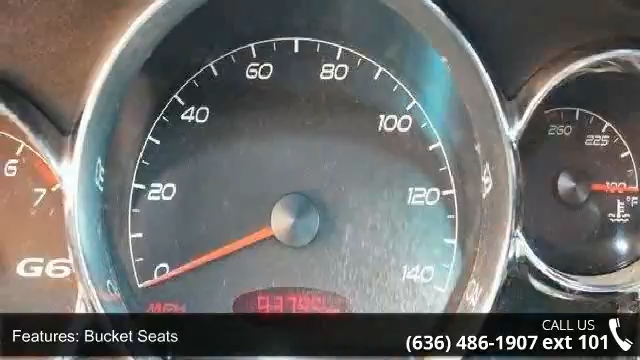 60 80
40 100
20 120
0 140
MPH
6
7
G6
260
225
100
°F
Features: Bucket Seats
CALL US
(636) 486-1907 ext 101